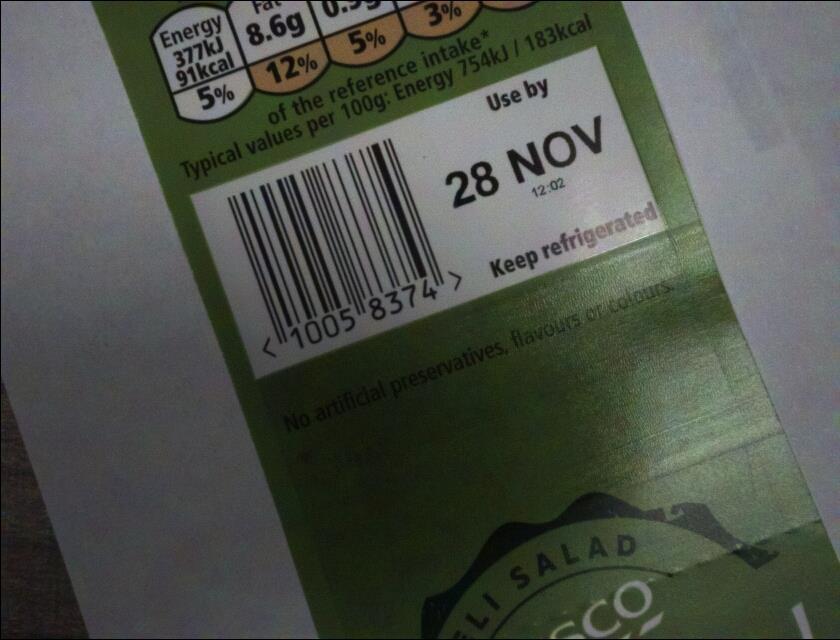 Energy
377kJ
91kcal
5%
Fat
8.6g
12%
5%
3%
of the reference intake*
Typical values per 100g: Energy 754kJ / 183kcal
Use by
28 NOV
12:02
Keep refrigerated
< 1005 8374 >
No artificial preservatives, flavours or colours.
ELI SALAD
SCO